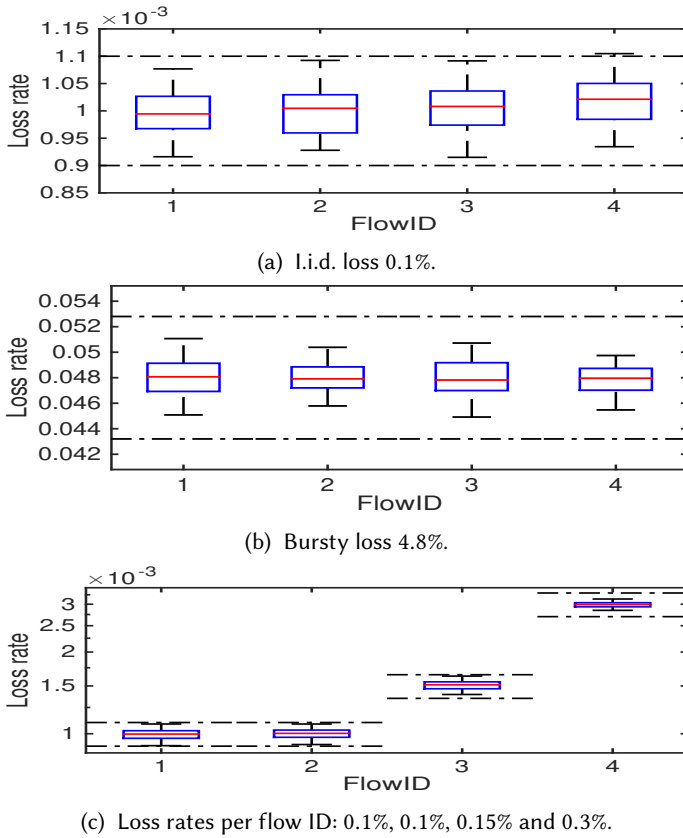 ×10⁻³
1.15
1.1
1.05
1
0.95
0.9
0.85
Loss rate
1 2 3 4
FlowID
(a) I.i.d. loss 0.1%.
0.054
0.052
0.05
0.048
0.046
0.044
0.042
Loss rate
1 2 3 4
FlowID
(b) Bursty loss 4.8%.
×10⁻³
3
2.5
2
1.5
1
Loss rate
1 2 3 4
FlowID
(c) Loss rates per flow ID: 0.1%, 0.1%, 0.15% and 0.3%.